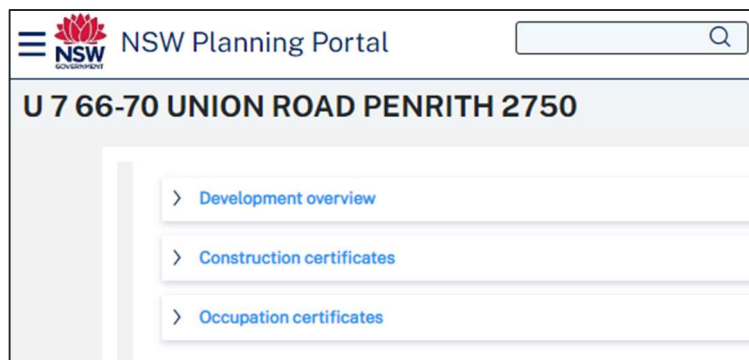 NSW
GOVERNMENT
NSW Planning Portal
U 7 66-70 UNION ROAD PENRITH 2750
Development overview
Construction certificates
Occupation certificates